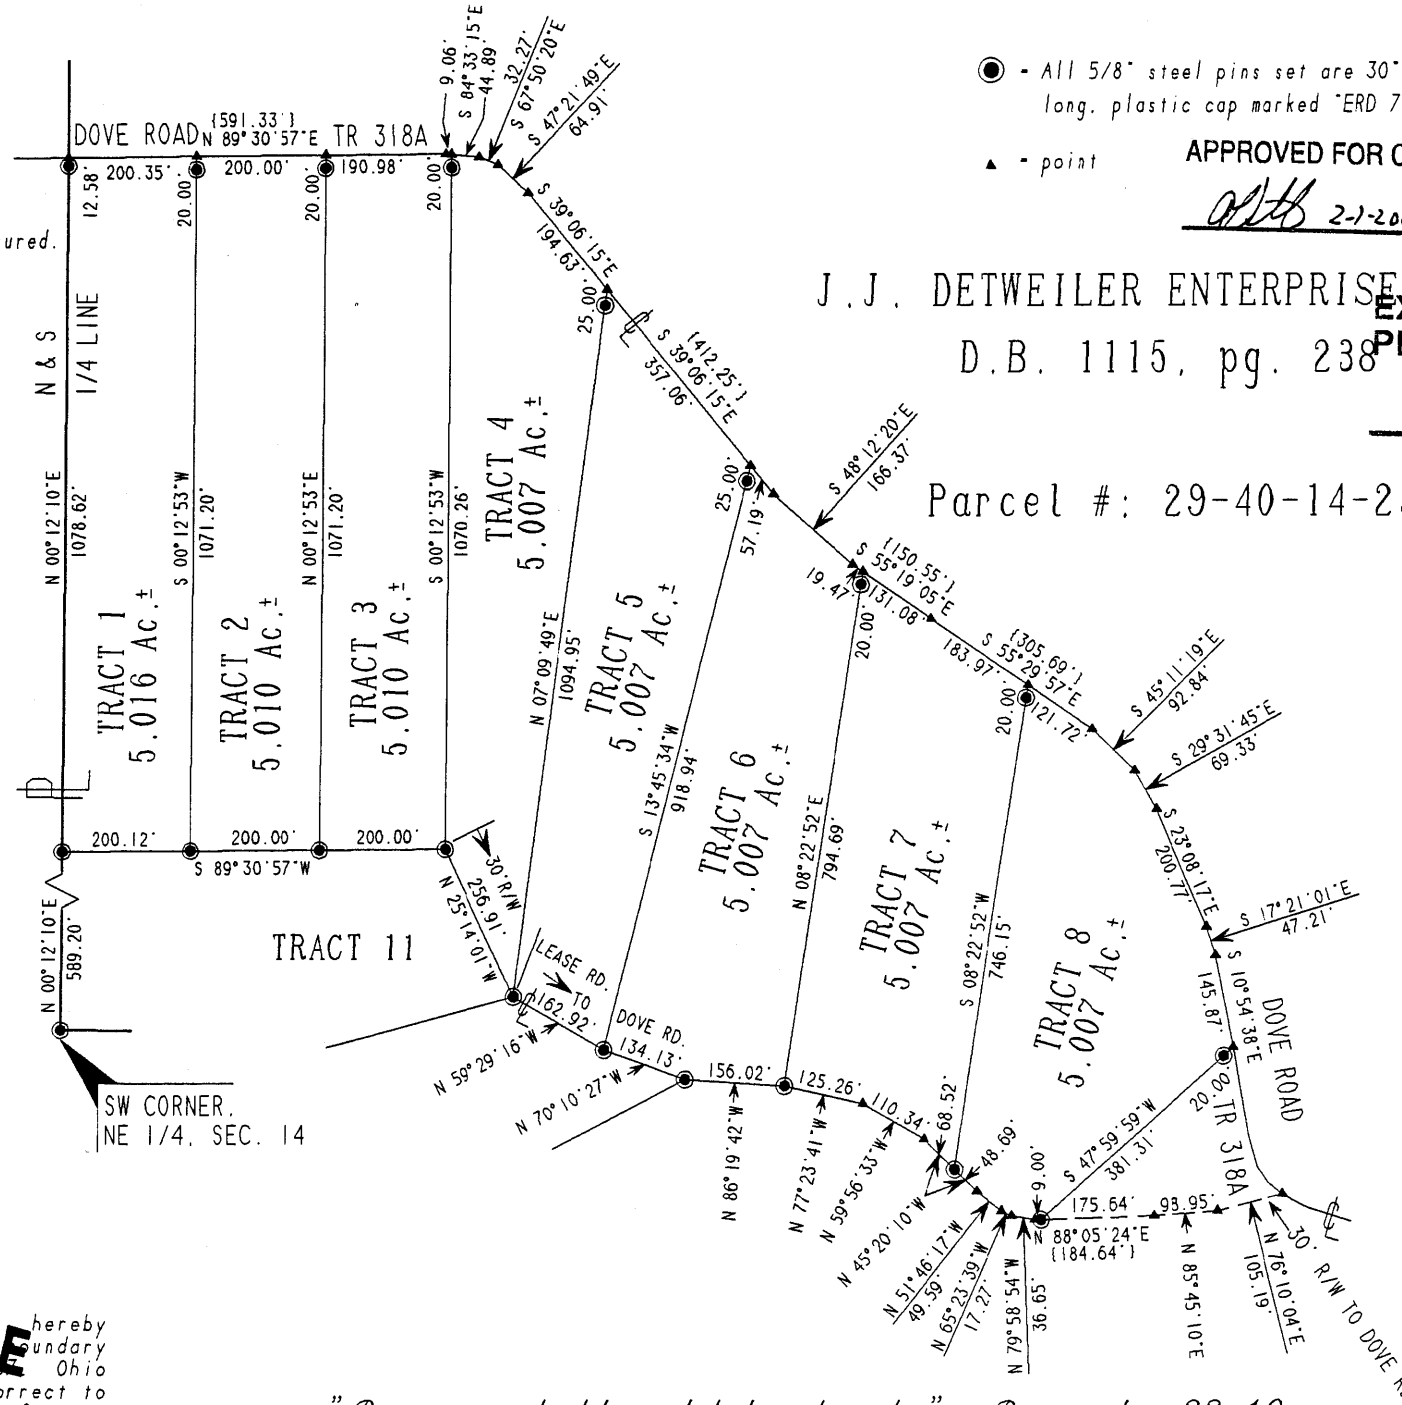 - All 5/8" steel pins set are 30"
long, plastic cap marked "ERD 7
- point
APPROVED FOR C
J.J. DETWEILER ENTERPRISE
D.B. 1115, pg. 238
Parcel #: 29-40-14-2
ured.
DOVE ROAD
{591.33'}
N 89°30'57"E
TR 318A
200.35'
200.00'
190.98'
12.58'
20.00'
20.00'
20.00'
9.06'
S 84°33'15"E
44.89'
32.27'
S 67°50'20"E
S 47°21'49"E
64.91'
S 39°06'15"E
194.63'
25.00'
{412.25'}
S 39°06'15"E
357.06'
25.00'
57.19'
S 48°12'20"E
166.37'
{150.55'}
S 55°19'05"E
19.47'
131.08'
20.00'
{305.69'}
S 55°29'57"E
183.97'
20.00'
121.72'
S 45°11'19"E
92.84'
S 29°31'45"E
69.33'
S 23°08'17"E
200.77'
S 17°21'01"E
47.21'
S 10°54'38"E
145.87'
DOVE ROAD
TR 318A
20.00'
N & S
1/4 LINE
N 00°12'10"E
1078.62'
S 00°12'53"W
1071.20'
N 00°12'53"E
1071.20'
S 00°12'53"W
1070.26'
N 07°09'49"E
1094.95'
S 13°45'34"W
918.94'
N 08°22'52"E
794.69'
S 08°22'52"W
746.15'
S 47°59'59"W
381.31'
TRACT 1
5.016 Ac.±
TRACT 2
5.010 Ac.±
TRACT 3
5.010 Ac.±
TRACT 4
5.007 Ac.±
TRACT 5
5.007 Ac.±
TRACT 6
5.007 Ac.±
TRACT 7
5.007 Ac.±
TRACT 8
5.007 Ac.±
200.12'
200.00'
200.00'
S 89°30'57"W
N 00°12'10"E
589.20'
TRACT 11
30' R/W
256.91'
N 25°14'01"W
LEASE RD.
TO
DOVE RD.
162.92'
N 59°29'16"W
134.13'
N 70°10'27"W
156.02'
N 86°19'42"W
125.26'
N 77°23'41"W
110.34'
N 59°56'33"W
68.52'
N 45°20'10"W
48.69'
N 51°46'17"W
49.59'
N 65°23'39"W
17.27'
N 79°58'54"W
36.65'
9.00'
175.64'
N 88°05'24"E
{184.64'}
N 85°45'10"E
N 76°10'04"E
105.19'
30' R/W TO DOVE
SW CORNER,
NE 1/4, SEC. 14
hereby
oundary
Ohio
orrect to